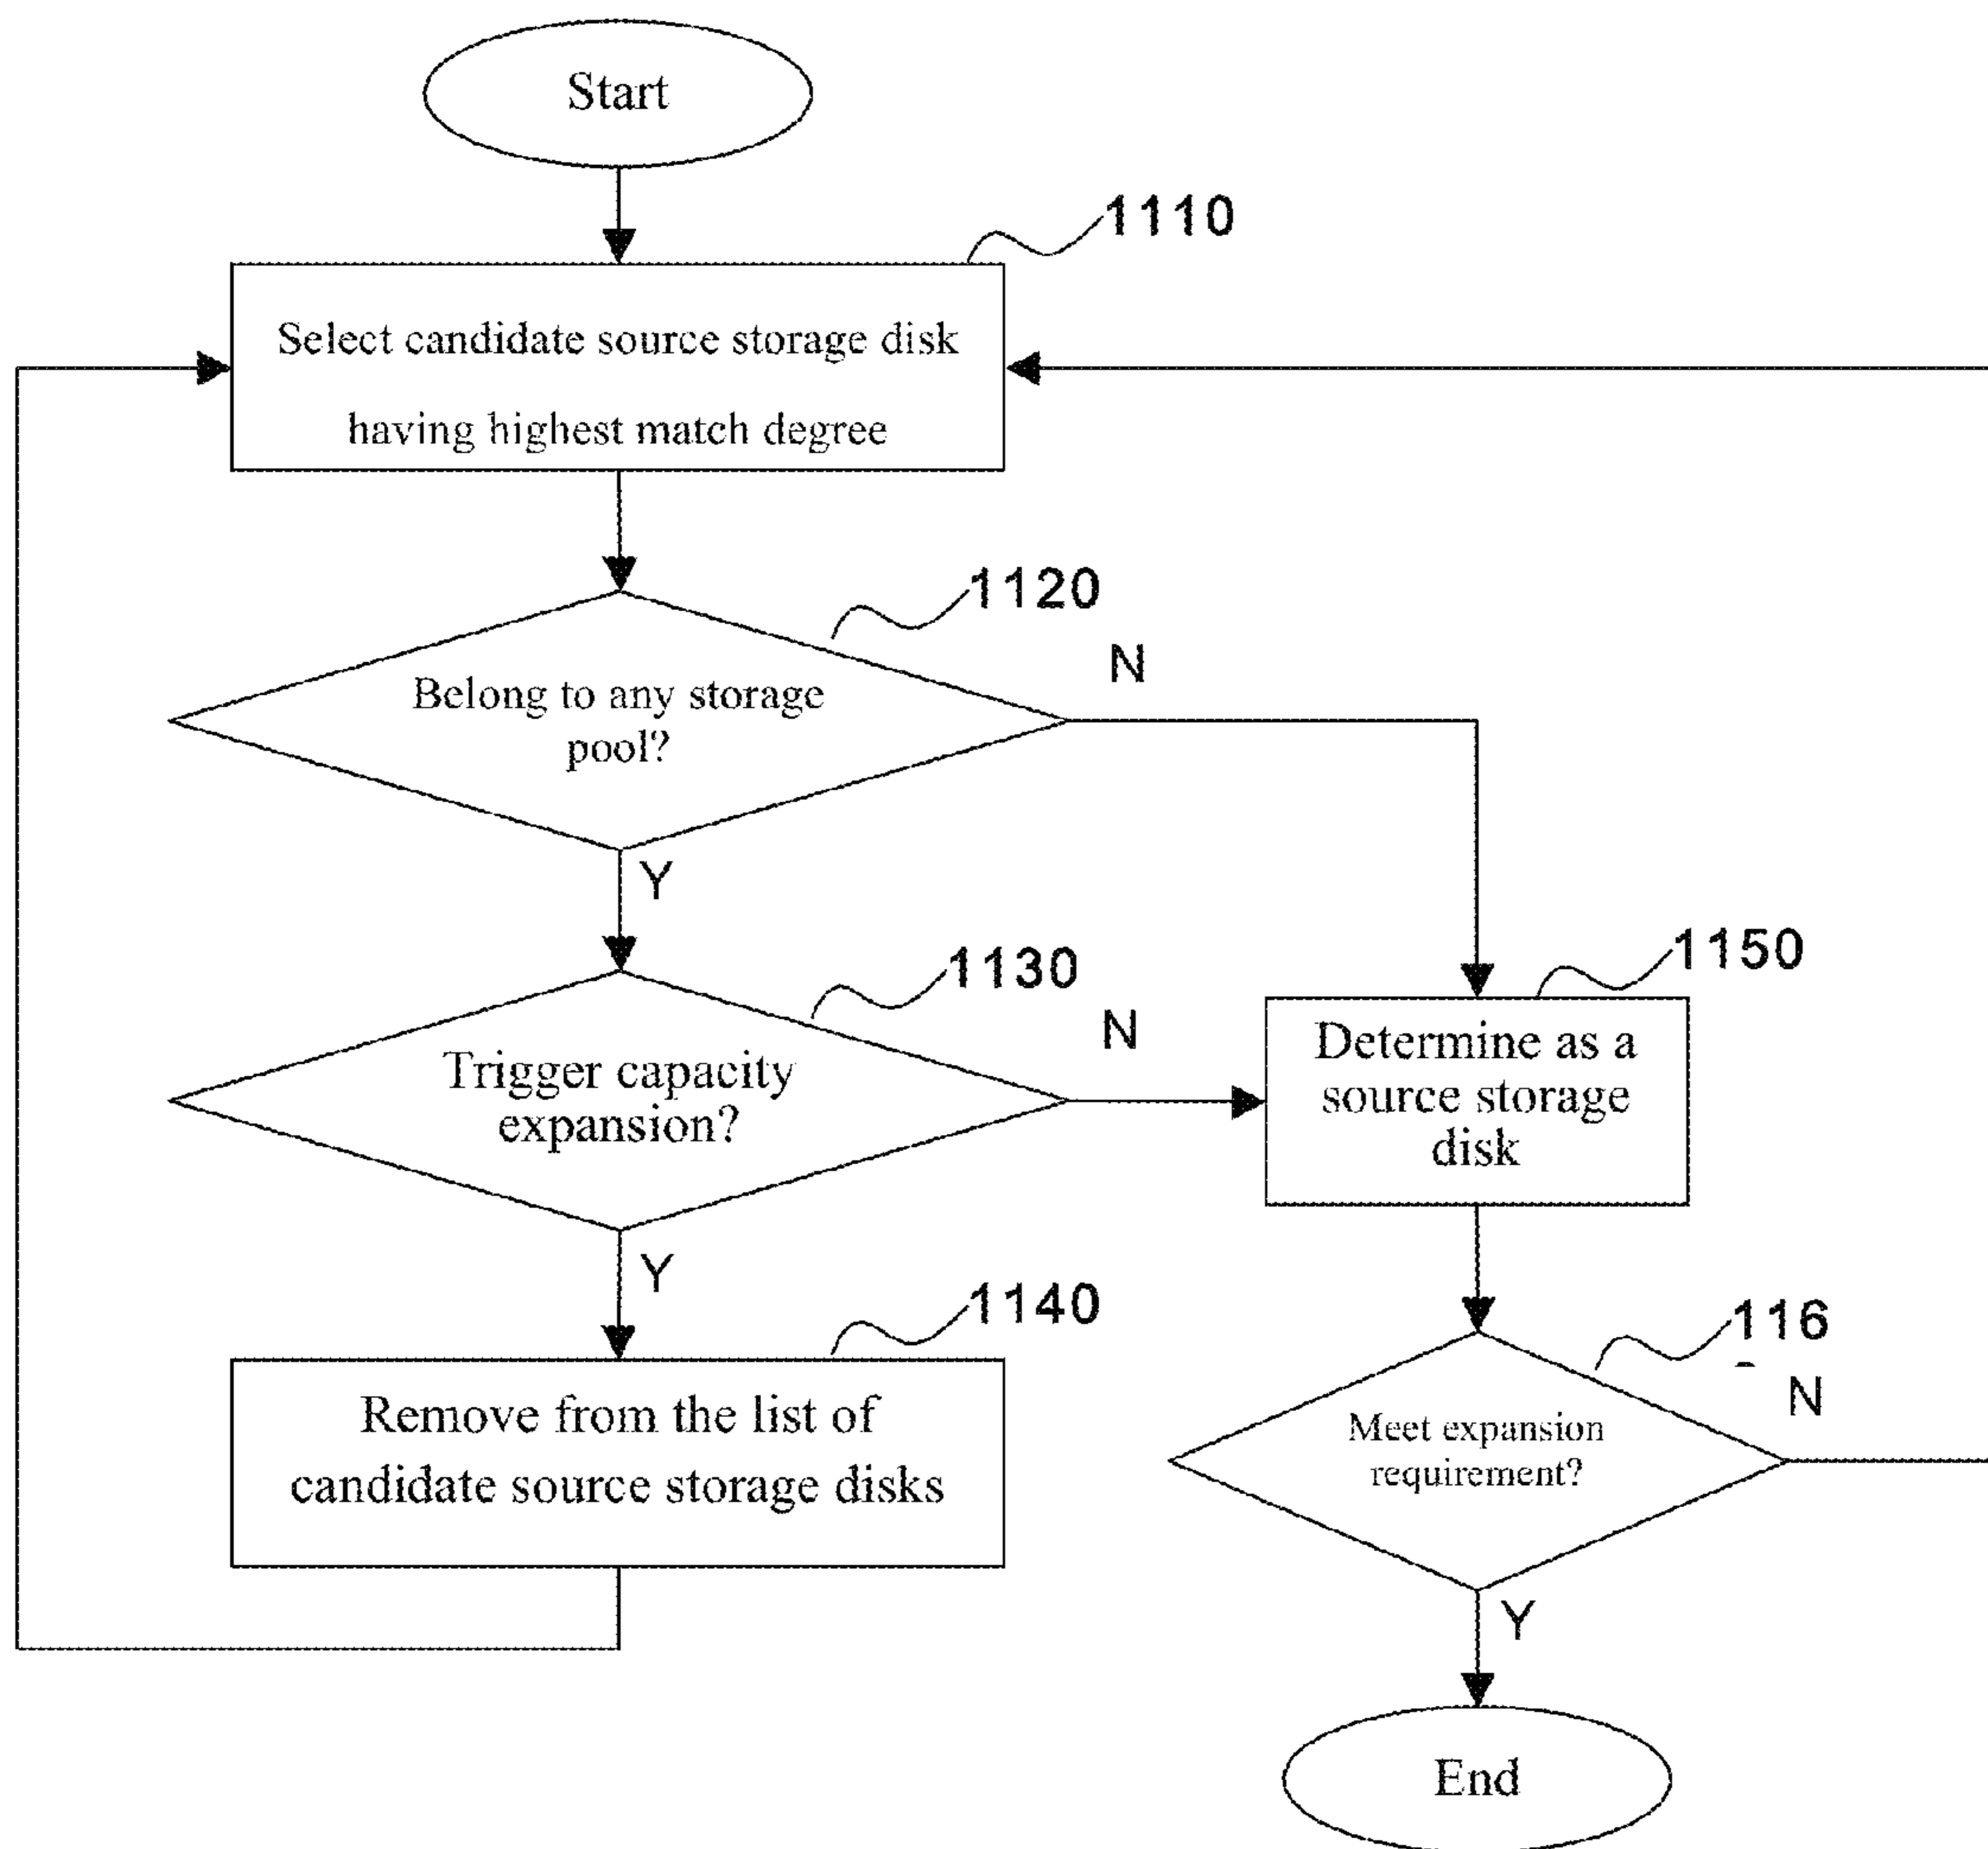 Start
1110
Select candidate source storage disk
having highest match degree
1120
N
Belong to any storage
pool?
Y
1130
N
1150
Trigger capacity
expansion?
Determine as a
source storage
disk
Y
1140
116
N
Remove from the list of
candidate source storage disks
Meet expansion
requirement?
Y
End